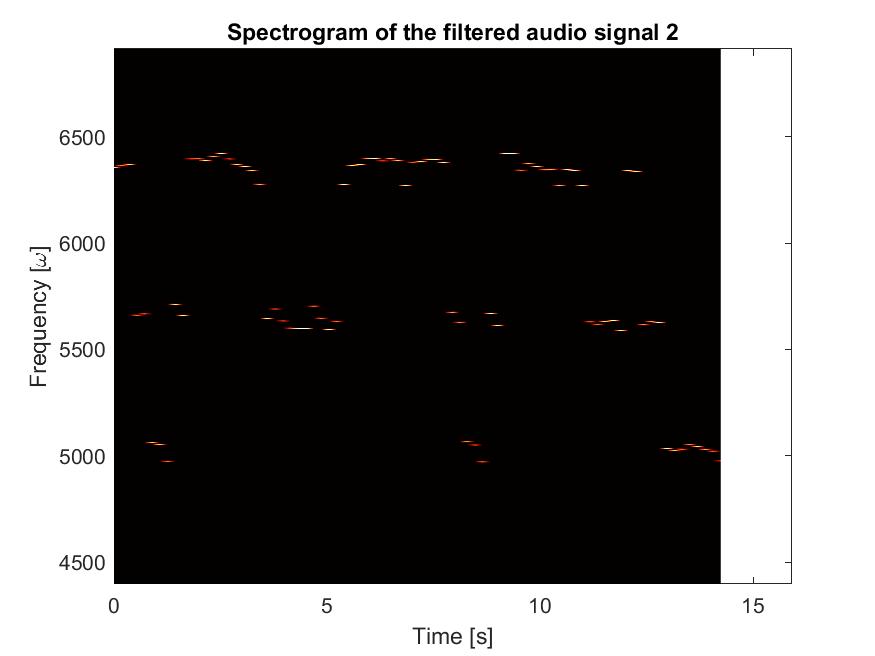 Spectrogram of the filtered audio signal 2
Frequency [ω]
6500
6000
5500
5000
4500
0 5 10 15
Time [s]